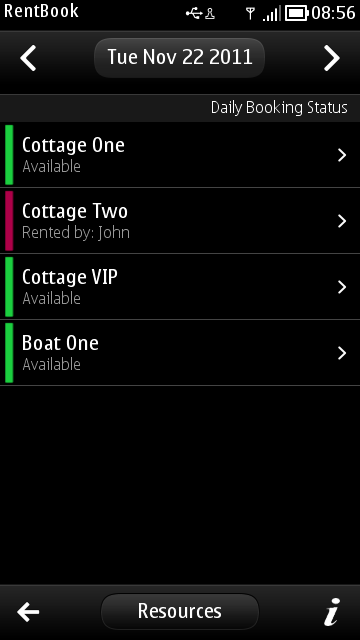 RentBook 08:56
Tue Nov 22 2011
Daily Booking Status
Cottage One
Available
Cottage Two
Rented by: John
Cottage VIP
Available
Boat One
Available
Resources